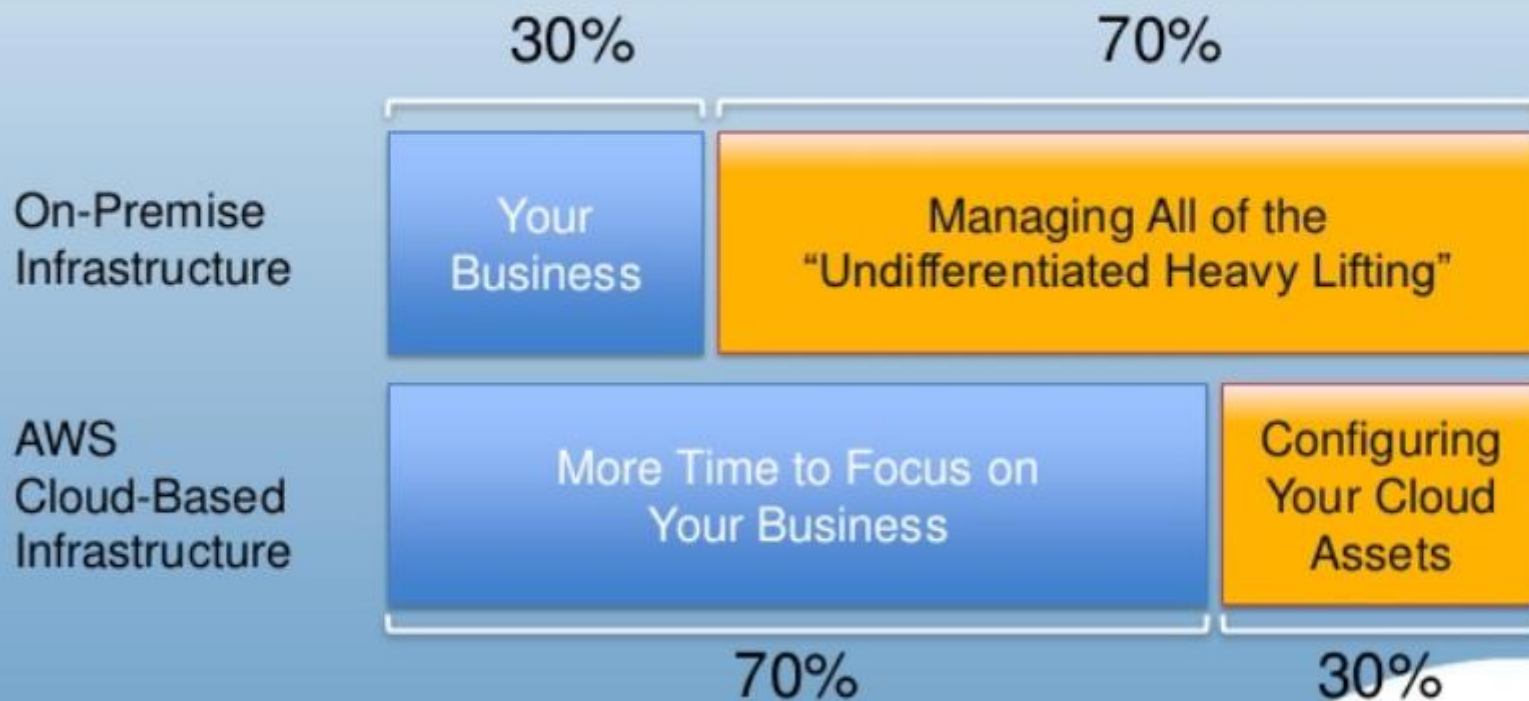 30%
70%
On-Premise
Infrastructure
Your
Business
Managing All of the
“Undifferentiated Heavy Lifting”
AWS
Cloud-Based
Infrastructure
More Time to Focus on
Your Business
Configuring
Your Cloud
Assets
70%
30%